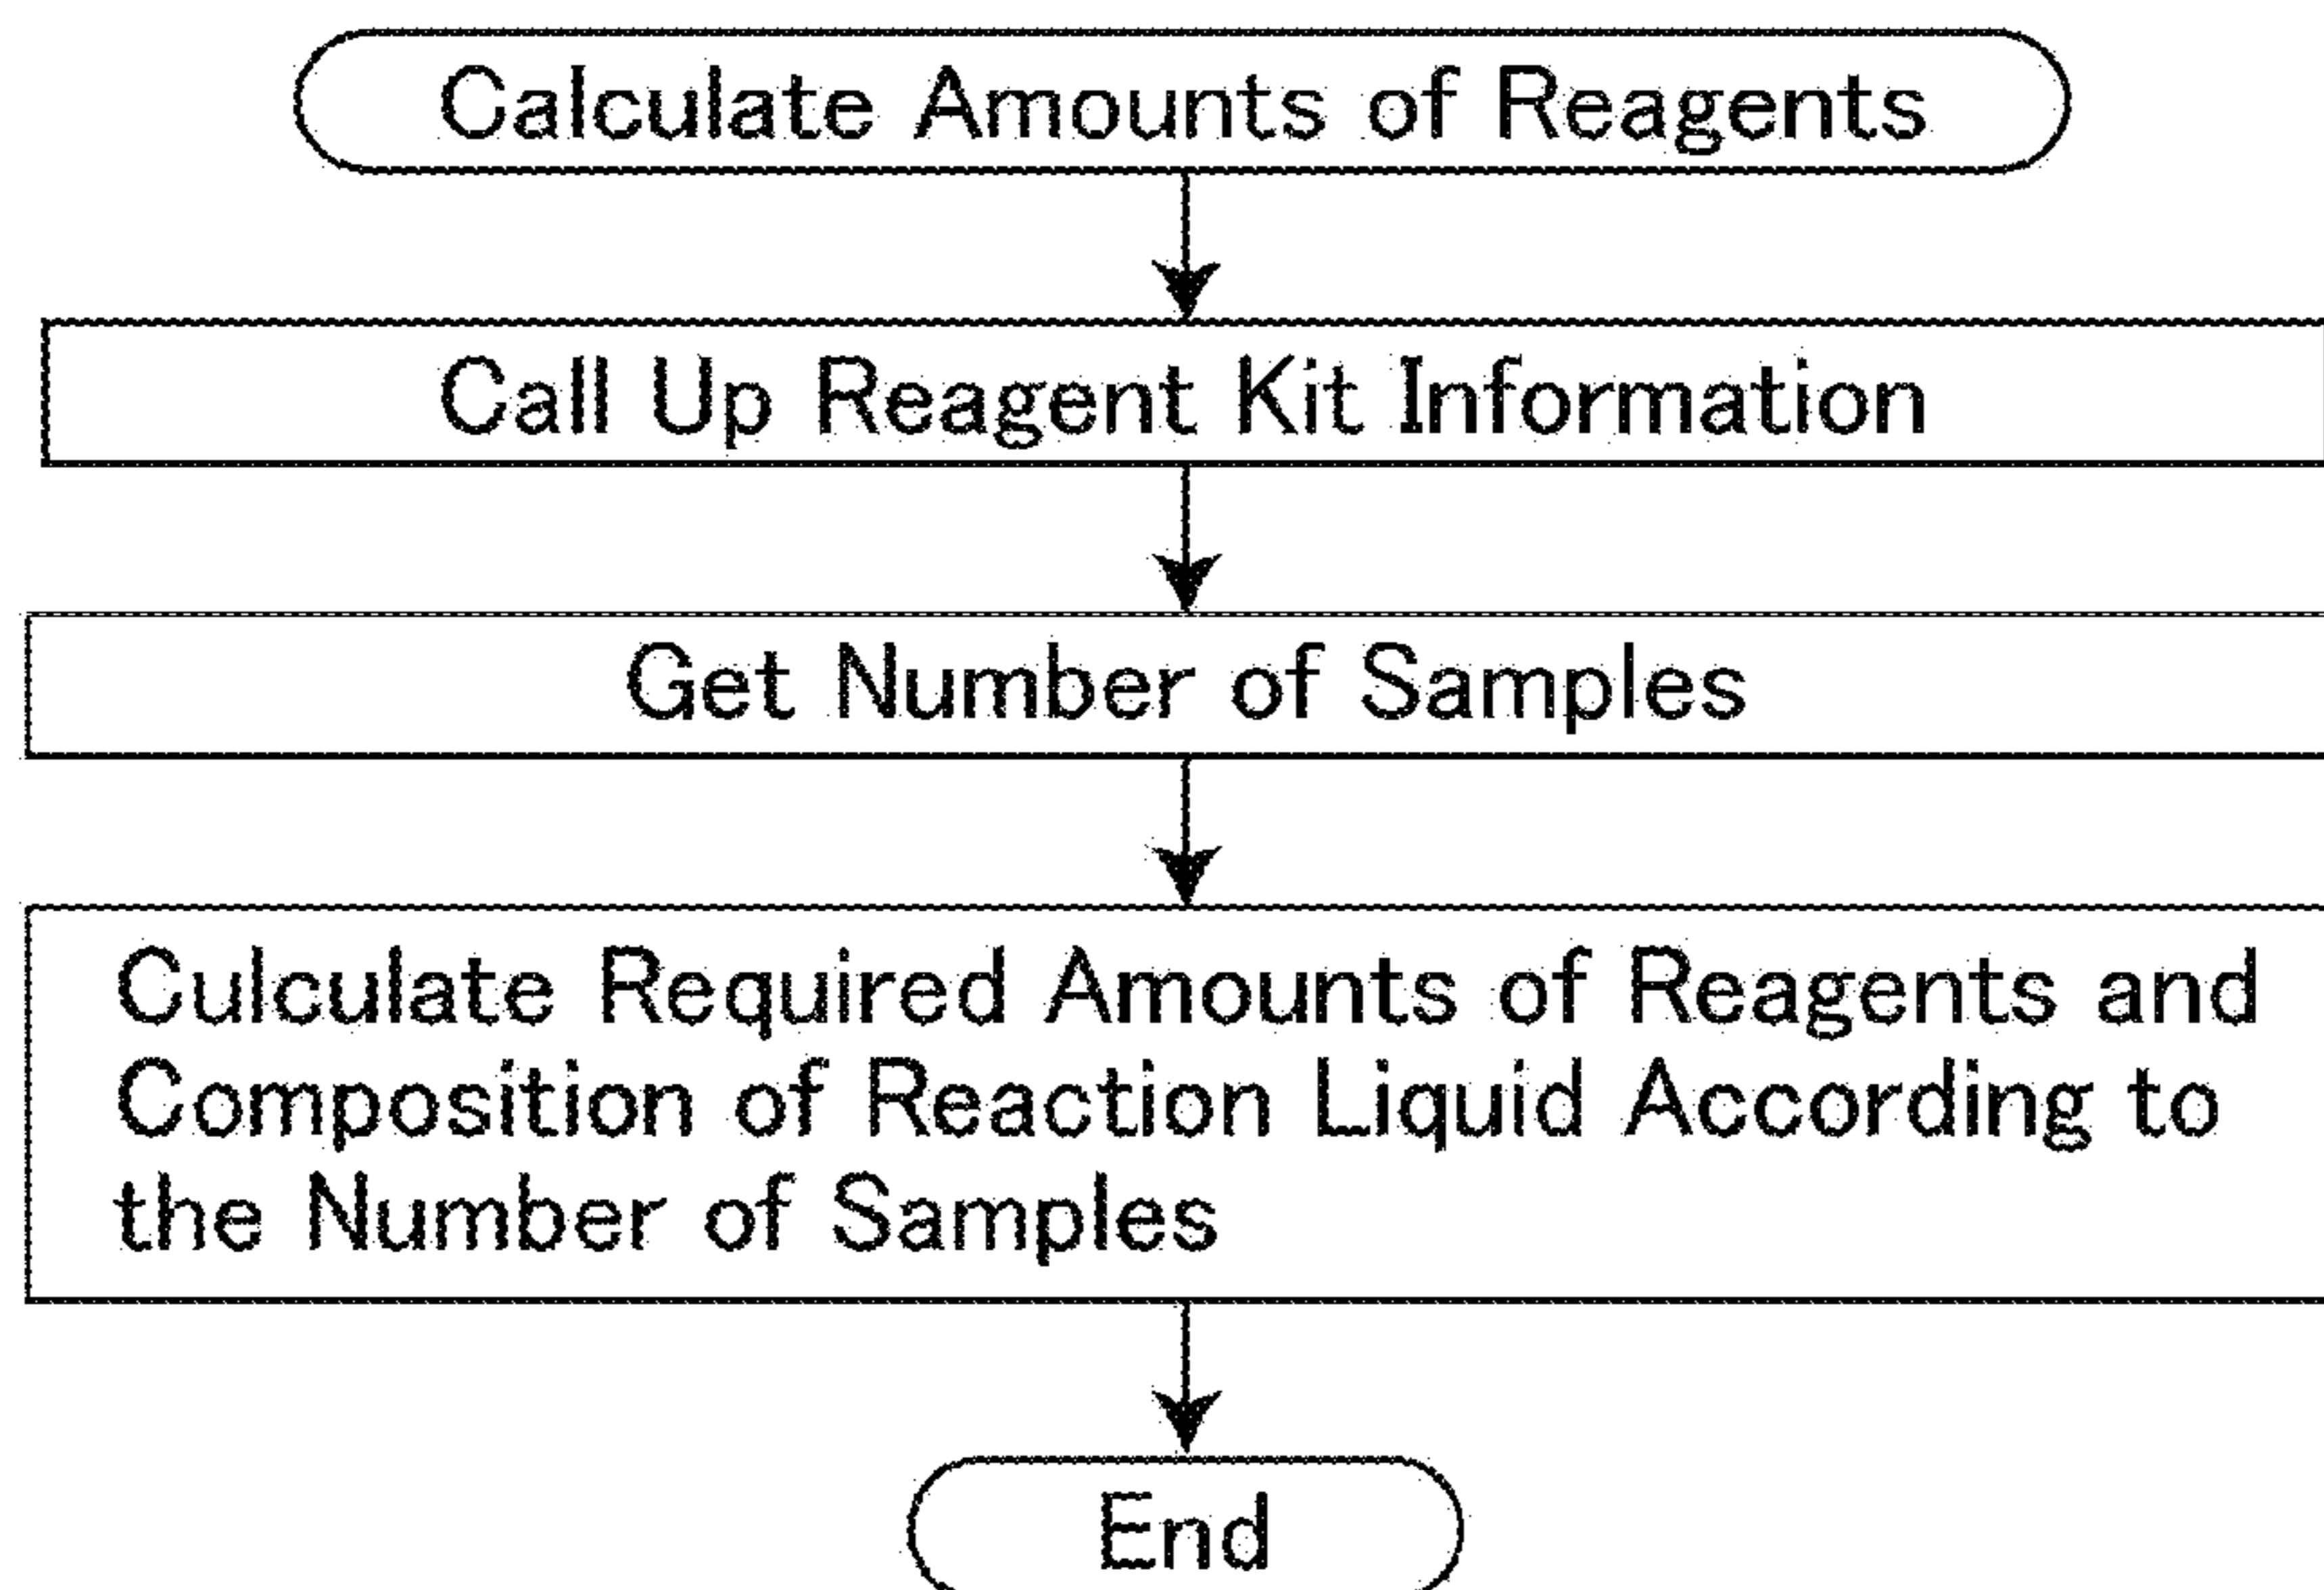 Calculate Amounts of Reagents
Call Up Reagent Kit Information
Get Number of Samples
Culculate Required Amounts of Reagents and
Composition of Reaction Liquid According to
the Number of Samples
End